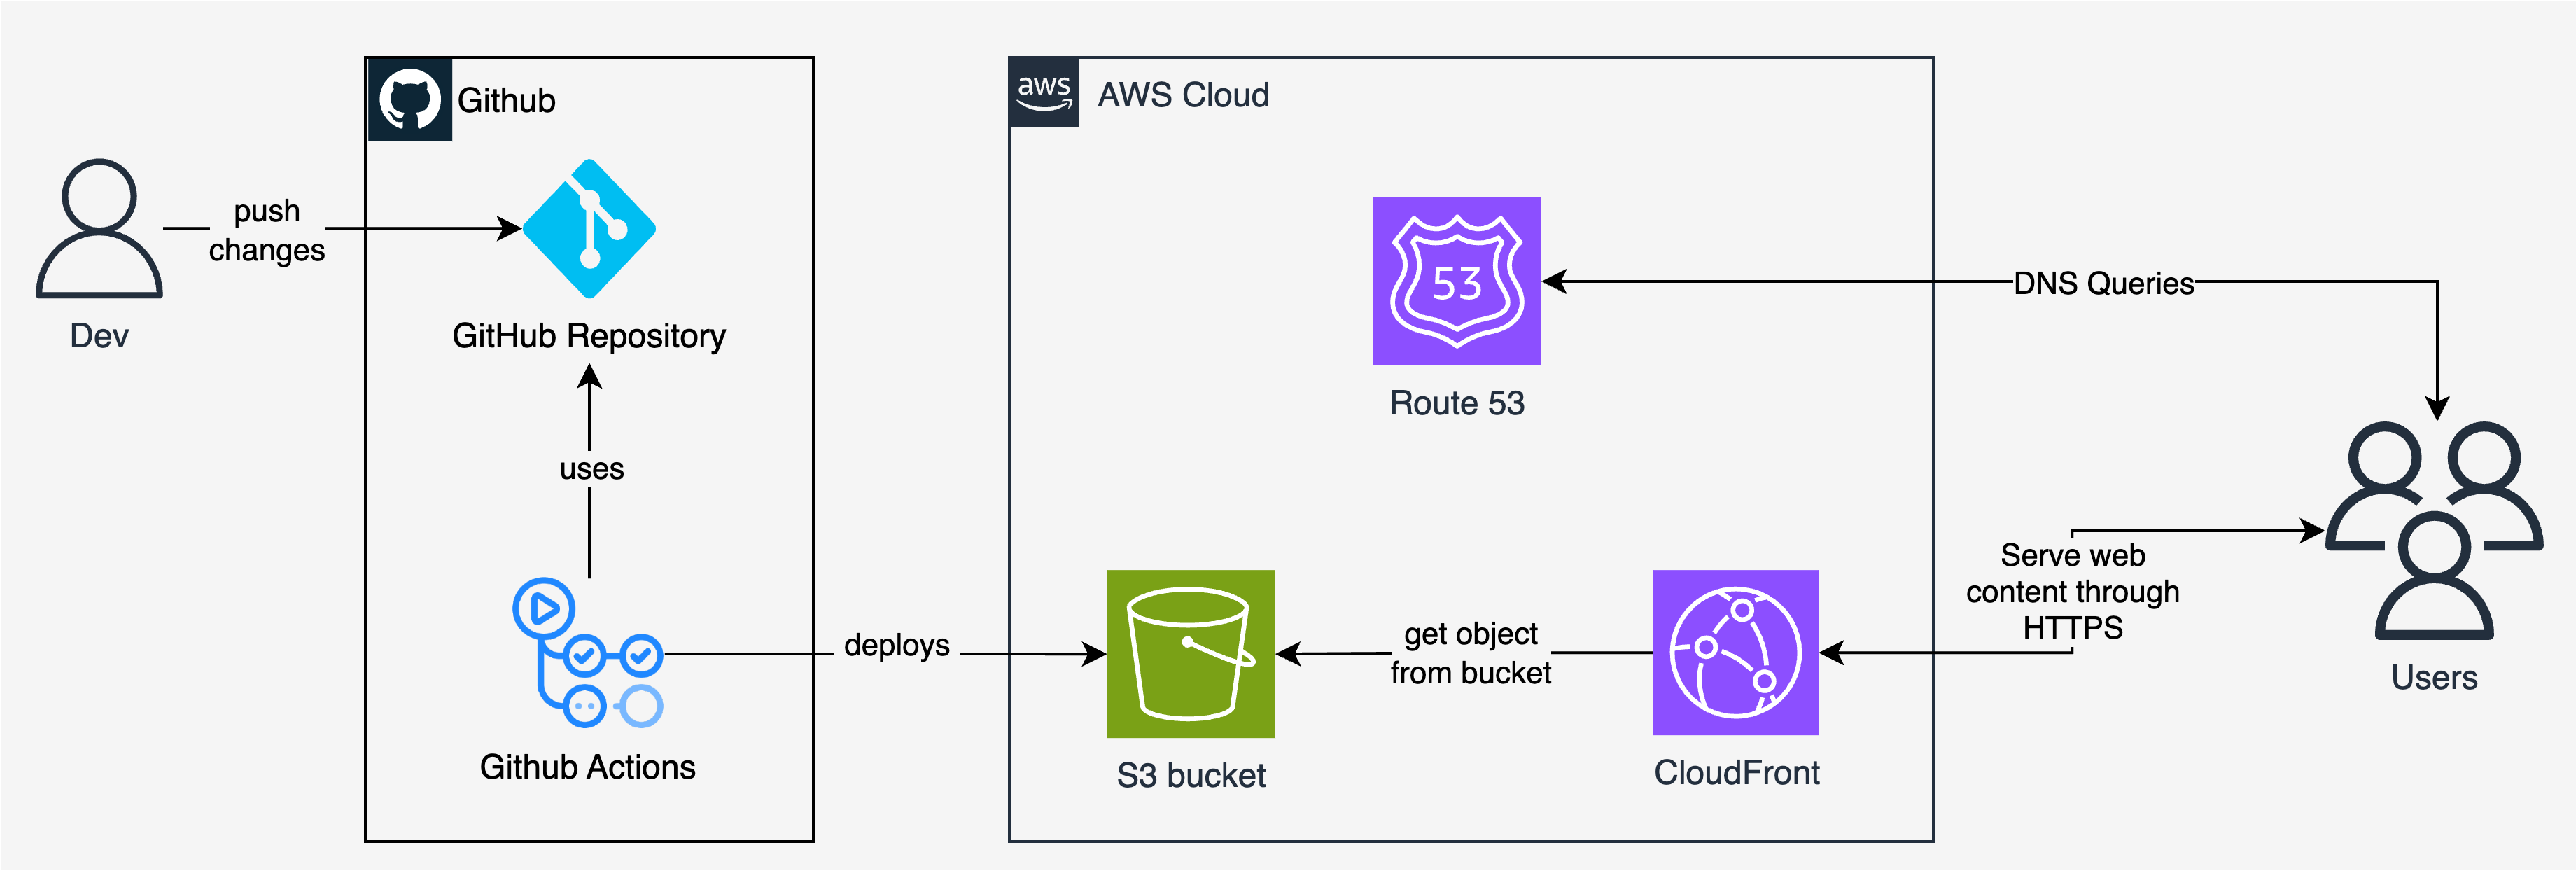 Github
aws
AWS Cloud
push
changes
53
DNS Queries
Dev
GitHub Repository
Route 53
uses
Serve web
content through
HTTPS
deploys
get object
from bucket
Users
Github Actions
S3 bucket
CloudFront